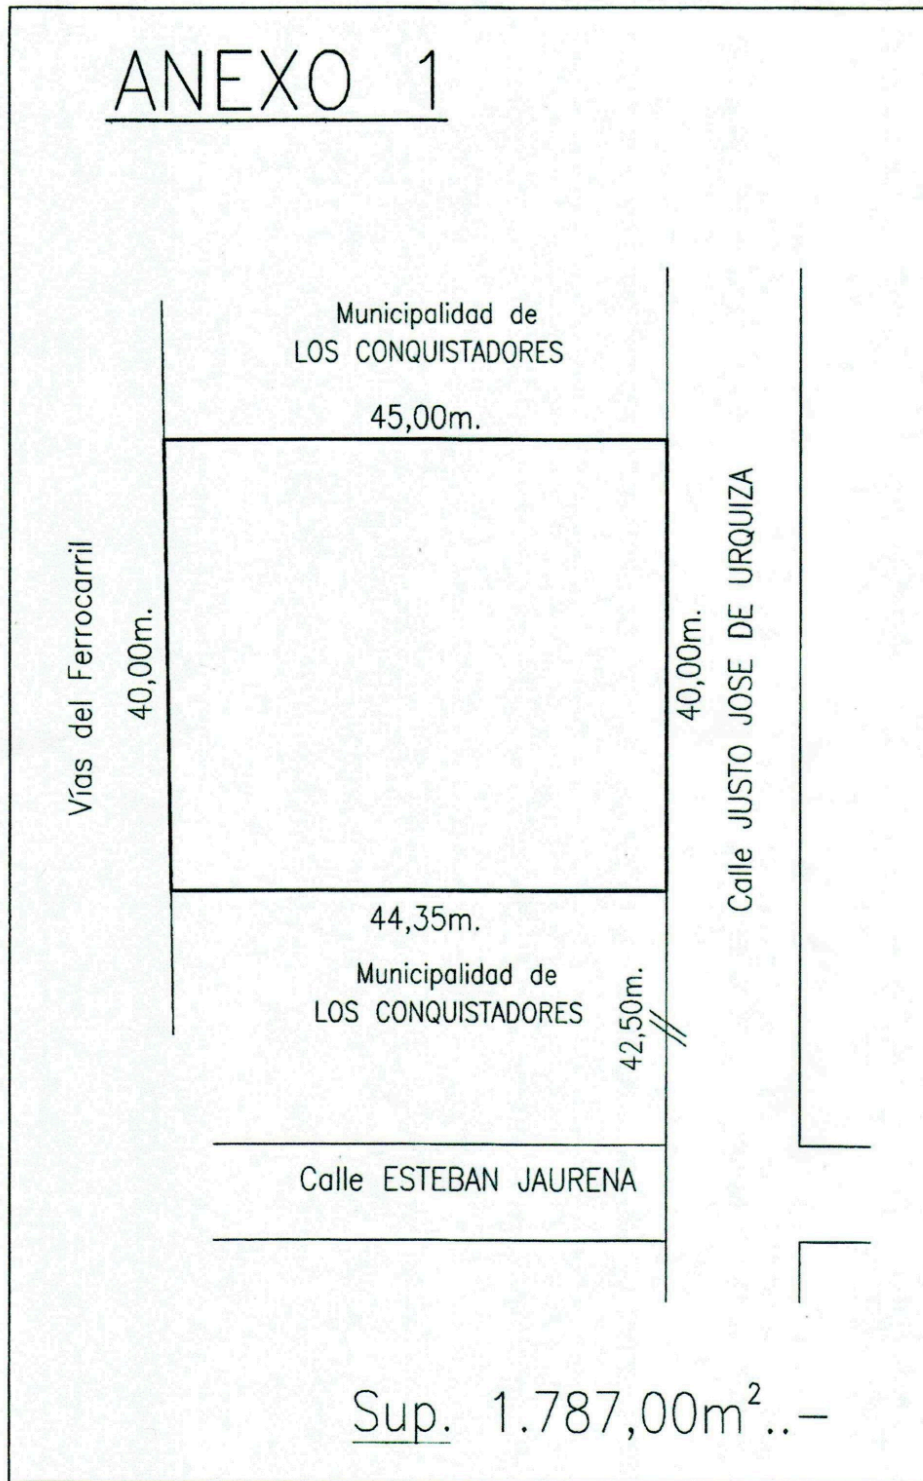 ANEXO 1
Municipalidad de
LOS CONQUISTADORES
45,00m.
Vías del Ferrocarril
40,00m.
40,00m.
Calle JUSTO JOSE DE URQUIZA
44,35m.
Municipalidad de
LOS CONQUISTADORES
42,50m.
Calle ESTEBAN JAURENA
Sup. 1.787,00m²..-